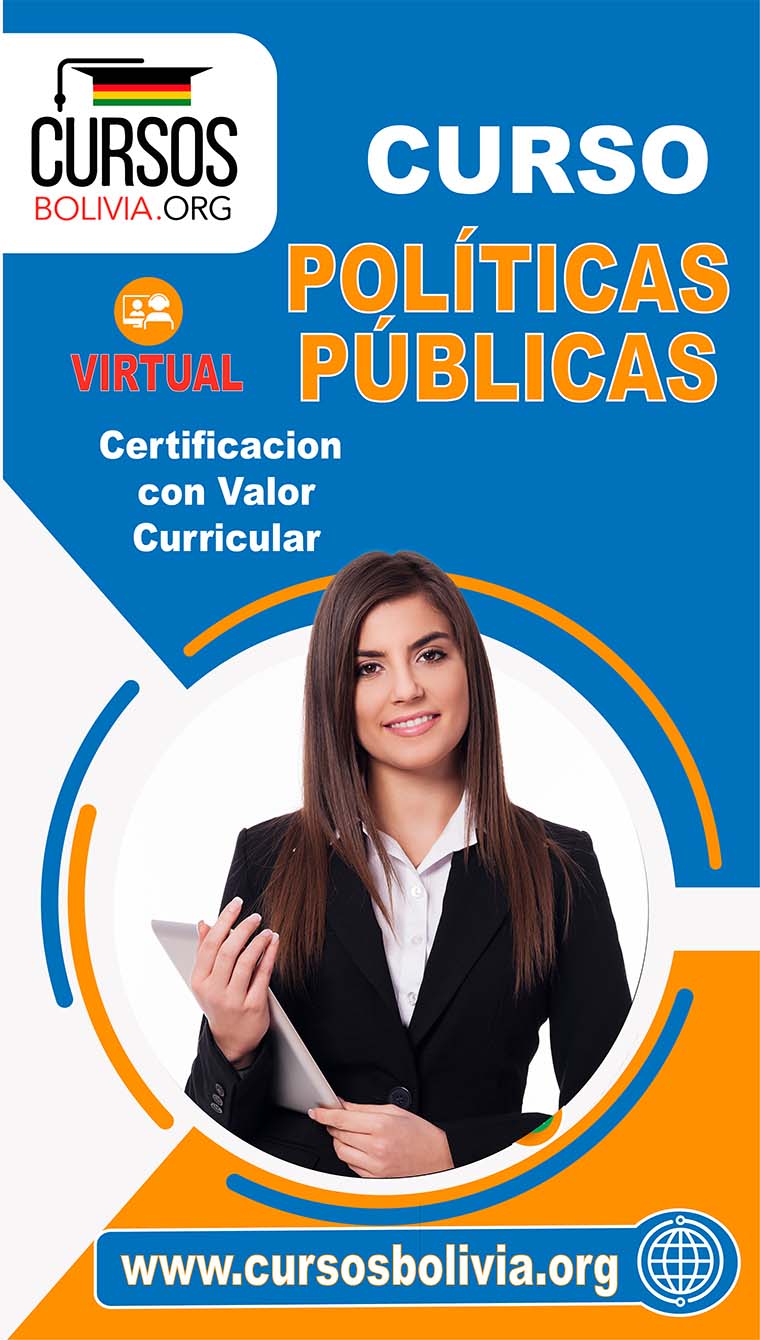 CURSOS
BOLIVIA.ORG
CURSO
POLÍTICAS
PÚBLICAS
VIRTUAL
Certificacion
con Valor
Curricular
www.cursosbolivia.org